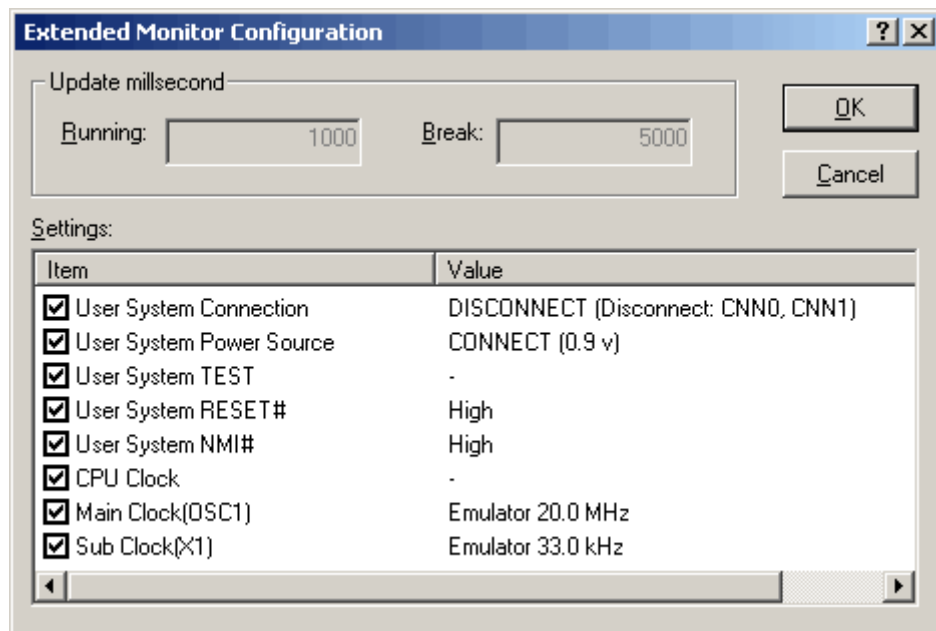 Extended Monitor Configuration
Update millsecond
Running: 1000 Break: 5000
OK
Cancel
Settings:
Item Value
User System Connection DISCONNECT (Disconnect: CNN0, CNN1)
User System Power Source CONNECT (0.9 v)
User System TEST -
User System RESET# High
User System NMI# High
CPU Clock -
Main Clock(OSC1) Emulator 20.0 MHz
Sub Clock(X1) Emulator 33.0 kHz